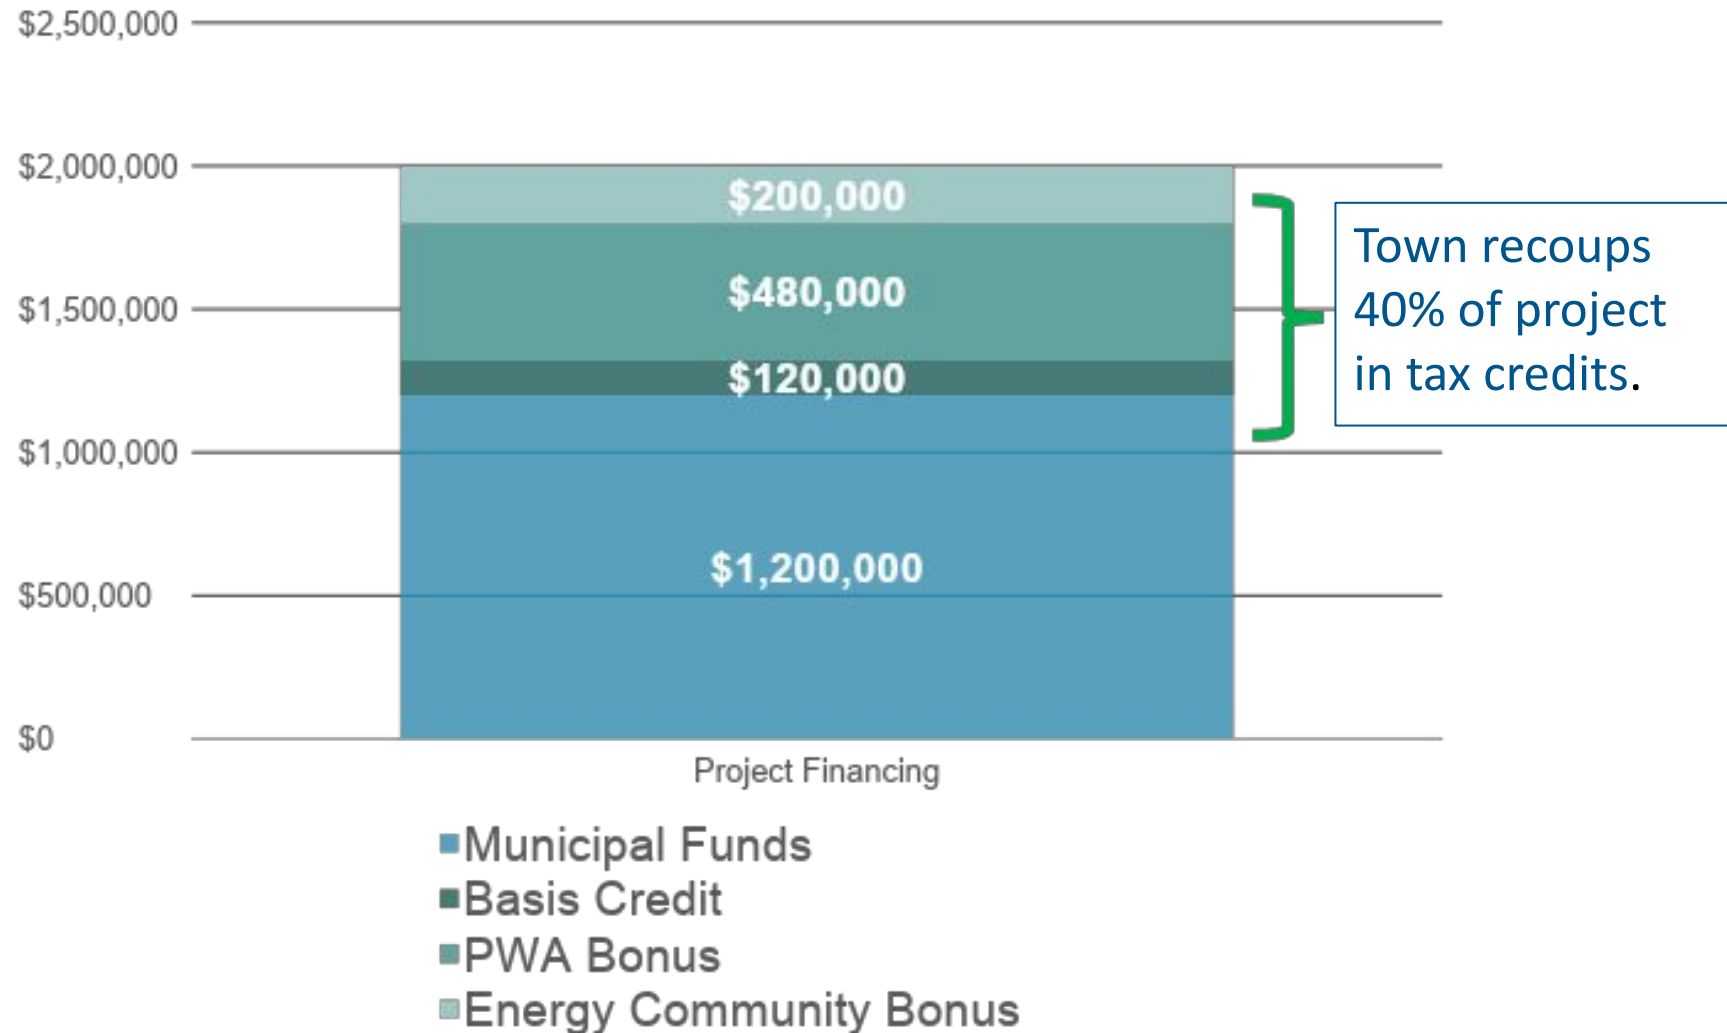 $2,500,000
$2,000,000
$200,000
$480,000
$1,500,000
$120,000
Town recoups
40% of project
in tax credits.
$1,000,000
$1,200,000
$500,000
$0
Project Financing
Municipal Funds
Basis Credit
PWA Bonus
Energy Community Bonus